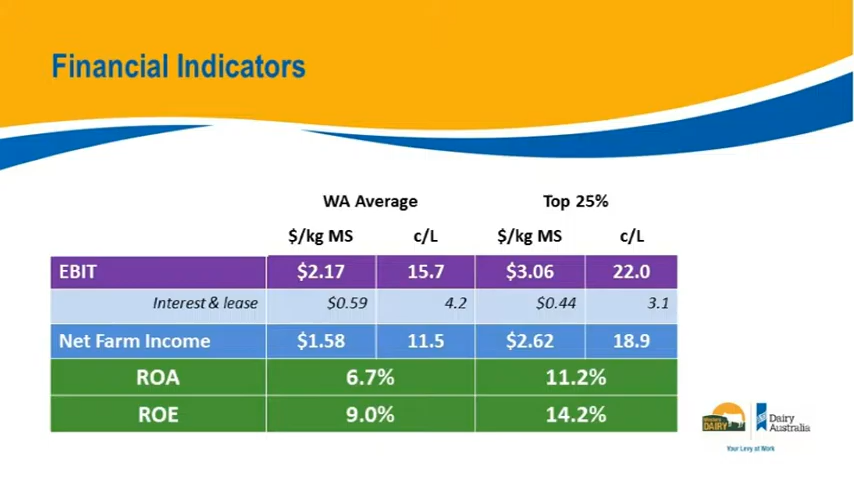 Financial Indicators
WA Average Top 25%
$/kg MS c/L $/kg MS c/L
EBIT $2.17 15.7 $3.06 22.0
Interest & lease $0.59 4.2 $0.44 3.1
Net Farm Income $1.58 11.5 $2.62 18.9
ROA 6.7% 11.2%
ROE 9.0% 14.2%
DAIRY
Dairy
Australia
Your Levy at Work